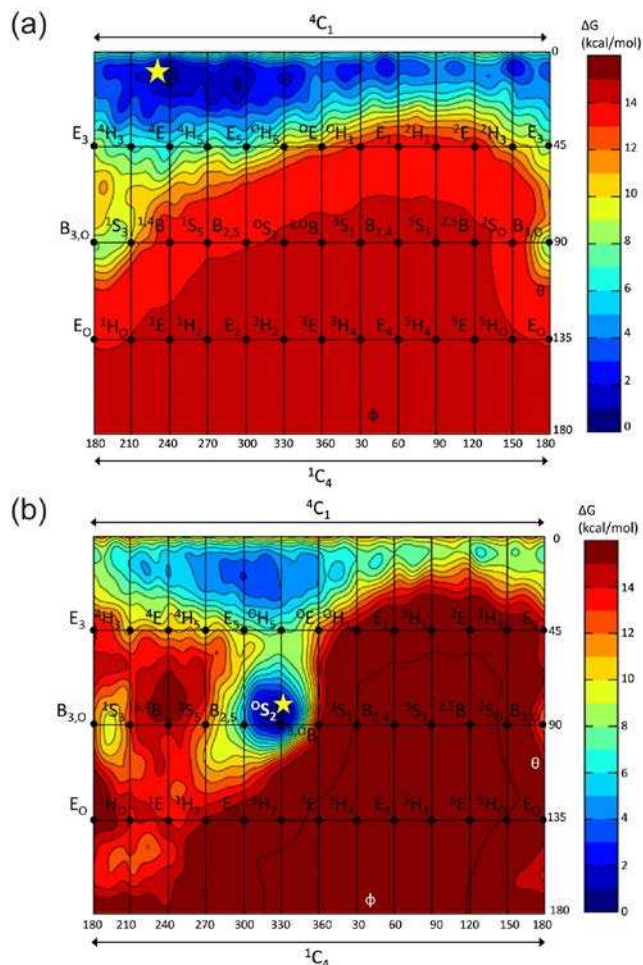 (a)
⁴C₁
ΔG
(kcal/mol)
0
E₃ ⁴H₃ ⁴E ⁴H₅ E₅ ᴼH₅ ᴼE ᴼH₁ E₁ ²H₁ ²E ²H₃ E₃ 45
B₃,ₒ ¹S₃ ¹,⁴B ¹S₅ B₂,₅ ᴼS₂ ³,ᴼB ³S₁ B₁,₄ ⁵S₁ ²,⁵B ²Sₒ B₃,ₒ 90
θ
Eₒ ¹Hₒ ¹E ¹H₂ E₂ ³H₂ ³E ³H₄ E₄ ⁵H₄ ⁵E ⁵Hₒ Eₒ 135
ϕ
180
180 210 240 270 300 330 360 30 60 90 120 150 180
¹C₄
14
12
10
8
6
4
2
0
(b)
⁴C₁
ΔG
(kcal/mol)
0
E₃ ⁴H₃ ⁴E ⁴H₅ E₅ ᴼH₅ ᴼE ᴼH₁ E₁ ²H₁ ²E ²H₃ E₃ 45
B₃,ₒ ¹S₃ ¹,⁴B ¹S₅ B₂,₅ ᴼS₂ ³,ᴼB ³S₁ B₁,₄ ⁵S₁ ²,⁵B ²Sₒ B₃,ₒ 90
θ
Eₒ ¹Hₒ ¹E ¹H₂ E₂ ³H₂ ³E ³H₄ E₄ ⁵H₄ ⁵E ⁵Hₒ Eₒ 135
ϕ
180
180 210 240 270 300 330 360 30 60 90 120 150 180
¹C₄
14
12
10
8
6
4
2
0